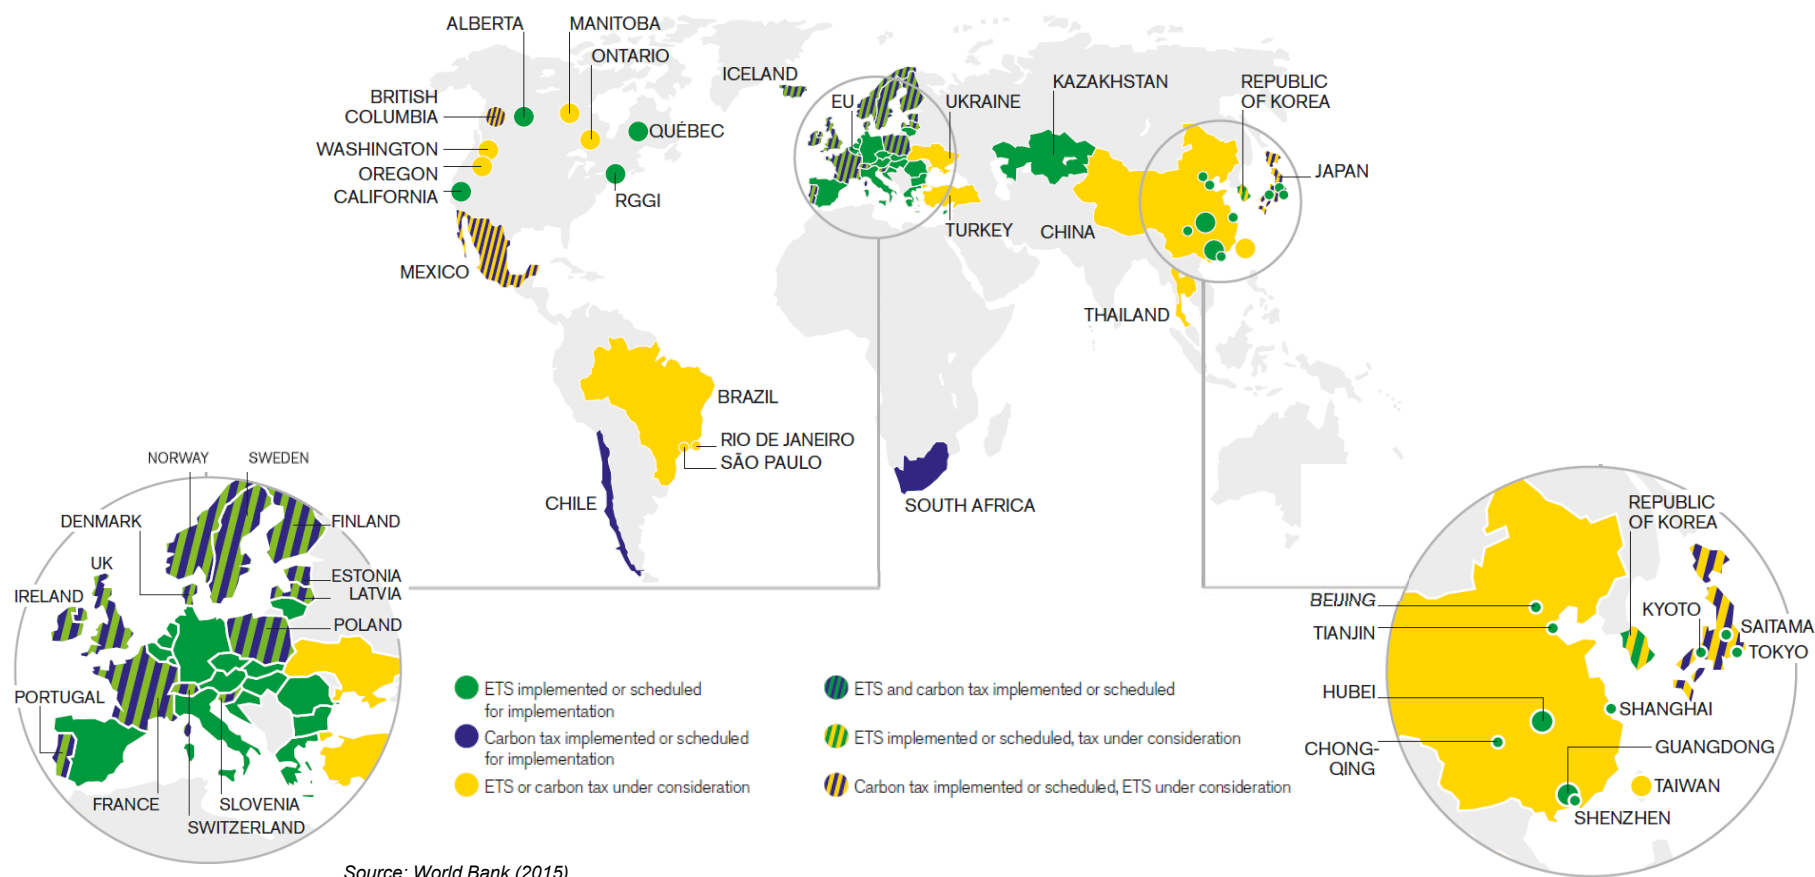 ALBERTA
MANITOBA
ONTARIO
BRITISH
COLUMBIA
QUÉBEC
WASHINGTON
OREGON
CALIFORNIA
RGGI
MEXICO
ICELAND
EU
UKRAINE
KAZAKHSTAN
REPUBLIC
OF KOREA
JAPAN
TURKEY
CHINA
THAILAND
BRAZIL
RIO DE JANEIRO
SÃO PAULO
CHILE
SOUTH AFRICA
NORWAY
SWEDEN
DENMARK
FINLAND
UK
IRELAND
ESTONIA
LATVIA
POLAND
PORTUGAL
FRANCE
SLOVENIA
SWITZERLAND
ETS implemented or scheduled
for implementation
Carbon tax implemented or scheduled
for implementation
ETS or carbon tax under consideration
ETS and carbon tax implemented or scheduled
ETS implemented or scheduled, tax under consideration
Carbon tax implemented or scheduled, ETS under consideration
REPUBLIC
OF KOREA
BEIJING
TIANJIN
KYOTO
SAITAMA
TOKYO
HUBEI
SHANGHAI
CHONG-
QING
GUANGDONG
TAIWAN
SHENZHEN
Source: World Bank (2015)